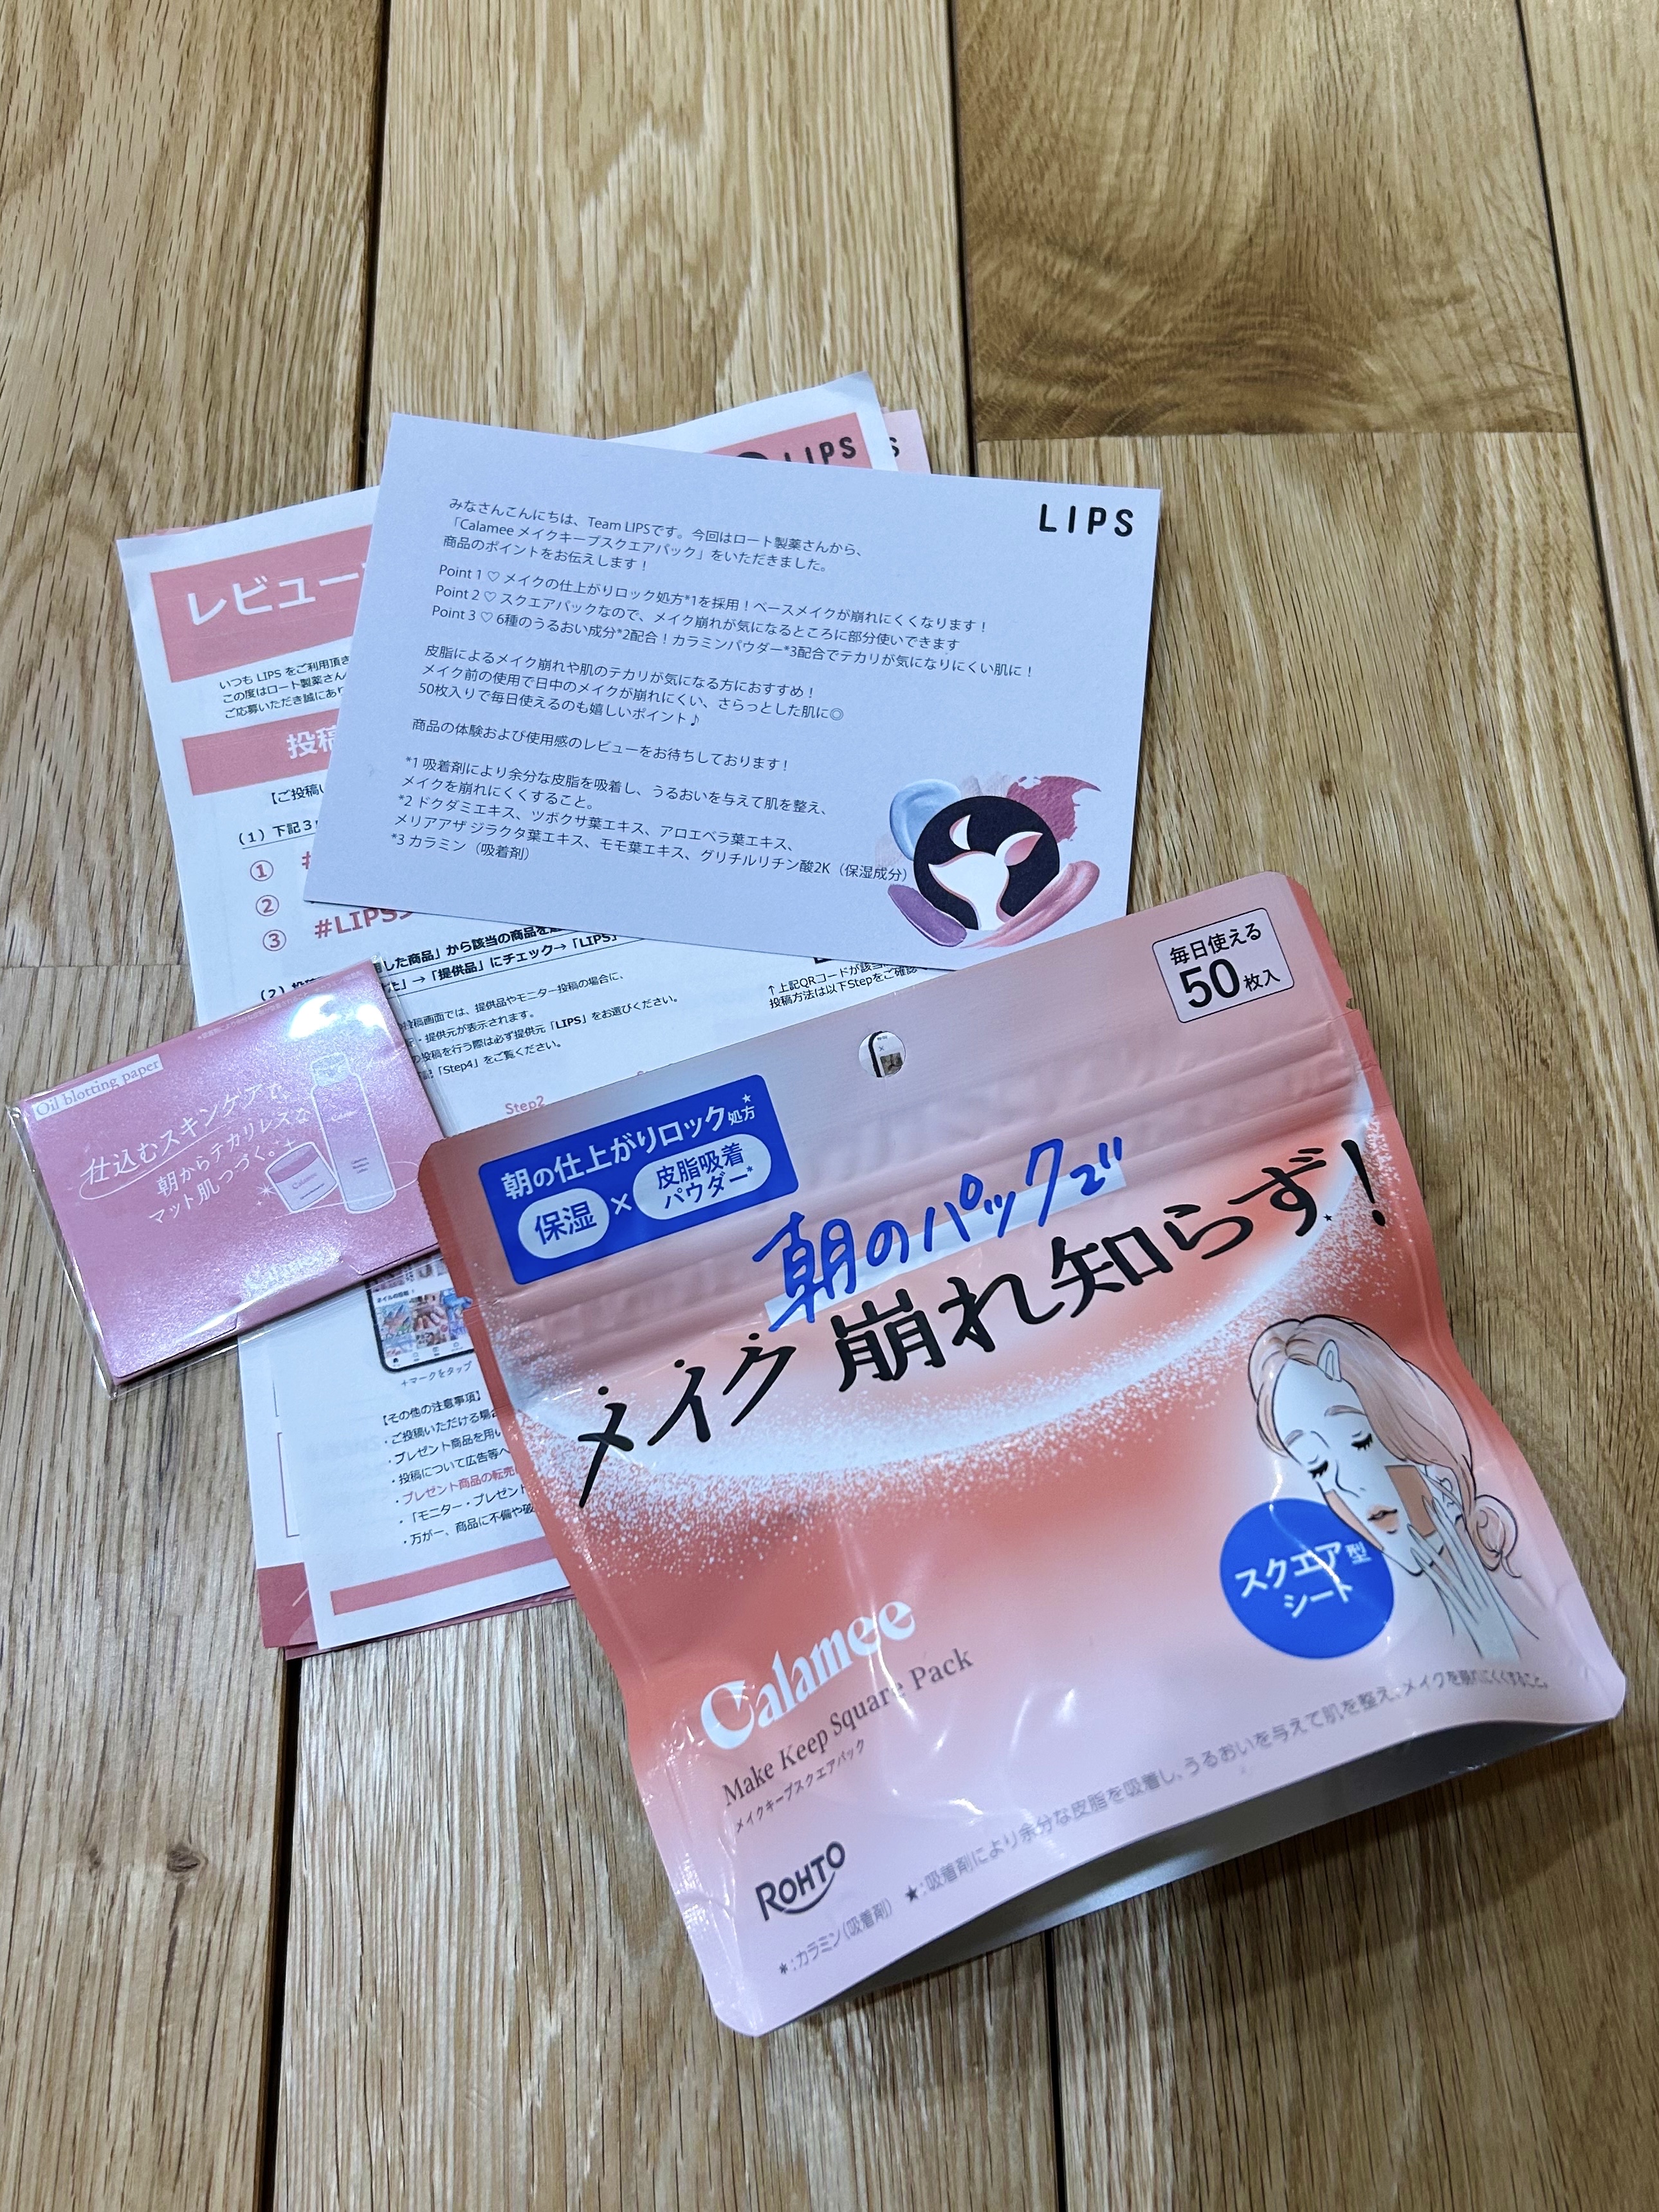 LIPS
LIPS
みなさんこんにちは、Team LIPSです。今回はロート製薬さんから、
「Calamee メイクキープスクエアパック」をいただきました。
商品のポイントをお伝えします！
Point 1 ♡ メイクの仕上がりロック処方*1を採用！ベースメイクが崩れにくくなります！
Point 2 ♡ スクエアパックなので、メイク崩れが気になるところに部分使いできます
Point 3 ♡ 6種のうるおい成分*2配合！カラミンパウダー*3配合でテカリが気になりにくい肌に！
皮脂によるメイク崩れや肌のテカリが気になる方におすすめ！
メイク前の使用で日中のメイクが崩れにくい、さらっとした肌に◎
50枚入りで毎日使えるのも嬉しいポイント♪
商品の体験および使用感のレビューをお待ちしております！
*1 吸着剤により余分な皮脂を吸着し、うるおいを与えて肌を整え、
メイクを崩れにくくすること。
*2 ドクダミエキス、ツボクサ葉エキス、アロエベラ葉エキス、
メリアアザジラクタ葉エキス、モモ葉エキス、グリチルリチン酸2K（保湿成分）
*3 カラミン（吸着剤）
レビュー
いつも LIPS をご利用頂き
この度はロート製薬さん
ご応募いただき誠にあり
投稿
【ご投稿い
（1）下記3
①
②
③ #LIPS
した商品」から該当の商品を
→「提供品」にチェック→「LIPS」
投稿画面では、提供品やモニター投稿の場合に、
・提供元が表示されます。
の投稿を行う際は必ず提供元「LIPS」をお選びください。
「Step4」をご覧ください。
↑上記QRコードが該当
投稿方法は以下Stepをご確認
Step2
+マークをタップ
【その他の注意事項】
・ご投稿いただける場合
・プレゼント商品を用い
・投稿について広告等へ
・プレゼント商品の転売
・「モニター・プレゼント
・万が一、商品に不備や破
Oil blotting paper
仕込むスキンケアで、
朝からテカリレスな
マット肌つづく。
毎日使える
50枚入
朝の仕上がりロック処方★
保湿×皮脂吸着パウダー*
朝のパックで
メイク崩れ知らず★！
スクエア型
シート
Calamee
Make Keep Square Pack
メイクキープスクエアパック
ROHTO
*:カラミン(吸着剤) ★:吸着剤により余分な皮脂を吸着し、うるおいを与えて肌を整え、メイクを崩れにくくすること。